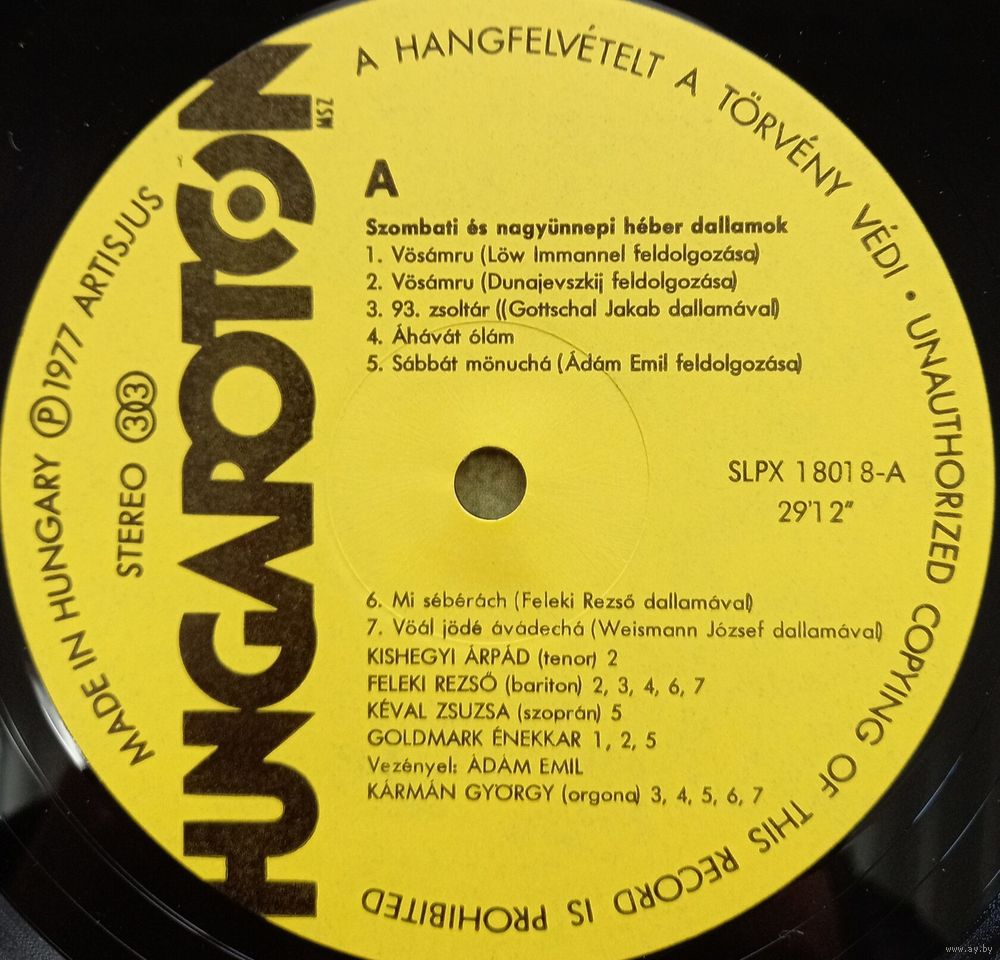 A HANGFELVÉTELT A TÖRVÉNY VÉDI • UNAUTHORIZED COPYING OF THIS RECORD IS PROHIBITED
MADE IN HUNGARY Ⓟ 1977 ARTISJUS
STEREO 33
HUNGAROTON
MSZ
A
Szombati és nagyünnepi héber dallamok
1. Vösámru (Löw Immannel feldolgozása)
2. Vösámru (Dunajevszkij feldolgozása)
3. 93. zsoltár ((Gottschal Jakab dallamával)
4. Áhávát ólám
5. Sábbát mönuchá (Ádám Emil feldolgozása)
SLPX 18018-A
29'12"
6. Mi sébérách (Feleki Rezső dallamával)
7. Vöál jödé ávádechá (Weismann József dallamával)
KISHEGYI ÁRPÁD (tenor) 2
FELEKI REZSŐ (bariton) 2, 3, 4, 6, 7
KÉVAL ZSUZSA (szoprán) 5
GOLDMARK ÉNEKKAR 1, 2, 5
Vezényel: ÁDÁM EMIL
KÁRMÁN GYÖRGY (orgona) 3, 4, 5, 6, 7
www.ay.by